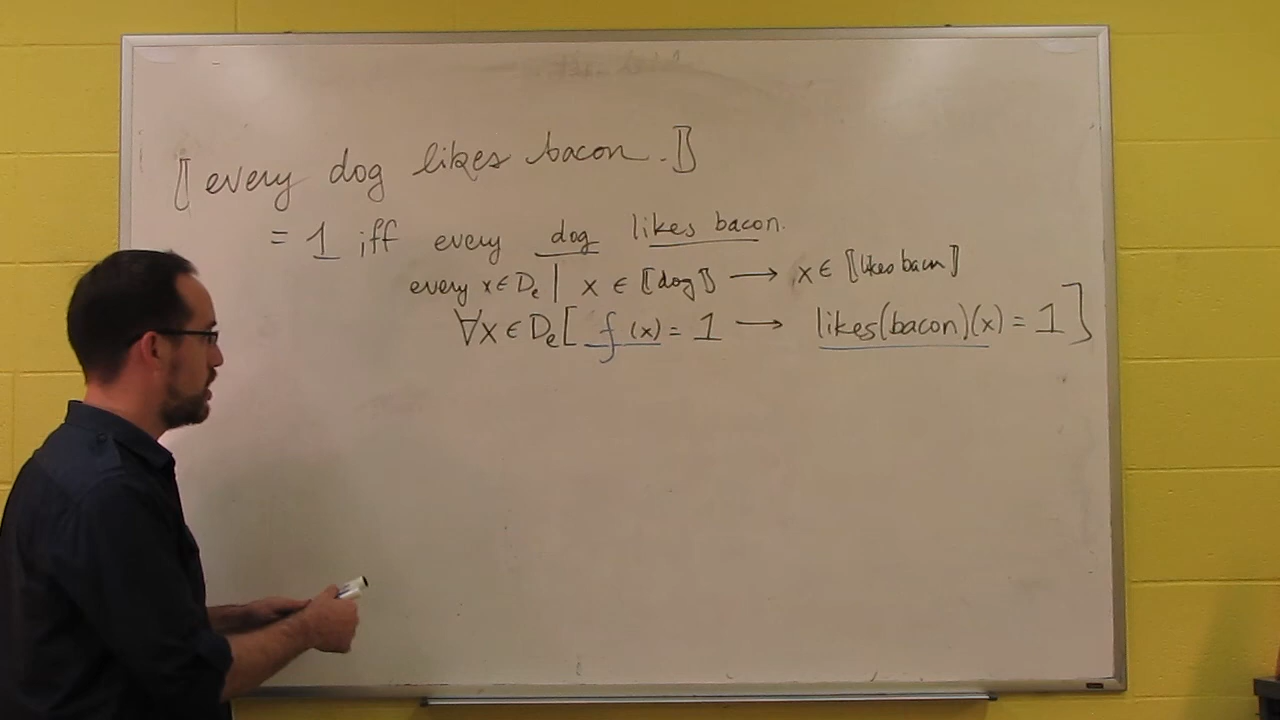 ⟦every dog likes bacon.⟧
= 1 iff every dog likes bacon.
every x ∈ Dₑ | x ∈ ⟦dog⟧ ⟶ x ∈ ⟦likes bacon⟧
∀x ∈ Dₑ[ f(x) = 1 ⟶ likes(bacon)(x) = 1]